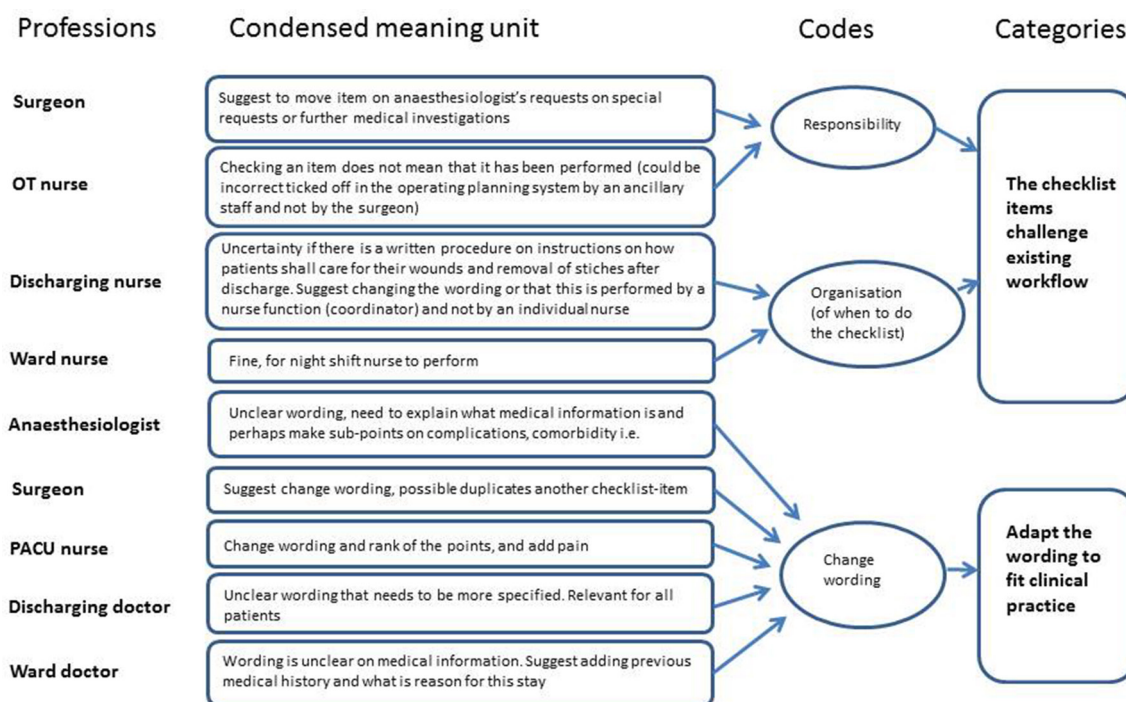 Professions Condensed meaning unit Codes Categories
Surgeon
Suggest to move item on anaesthesiologist's requests on special
requests or further medical investigations
OT nurse
Checking an item does not mean that it has been performed (could be
incorrect ticked off in the operating planning system by an ancillary
staff and not by the surgeon)
Responsibility
Discharging nurse
Uncertainty if there is a written procedure on instructions on how
patients shall care for their wounds and removal of stiches after
discharge. Suggest changing the wording or that this is performed by a
nurse function (coordinator) and not by an individual nurse
Ward nurse
Fine, for night shift nurse to perform
Organisation
(of when to do
the checklist)
The checklist
items
challenge
existing
workflow
Anaesthesiologist
Unclear wording, need to explain what medical information is and
perhaps make sub-points on complications, comorbidity i.e.
Surgeon
Suggest change wording, possible duplicates another checklist-item
PACU nurse
Change wording and rank of the points, and add pain
Discharging doctor
Unclear wording that needs to be more specified. Relevant for all
patients
Ward doctor
Wording is unclear on medical information. Suggest adding previous
medical history and what is reason for this stay
Change
wording
Adapt the
wording to
fit clinical
practice